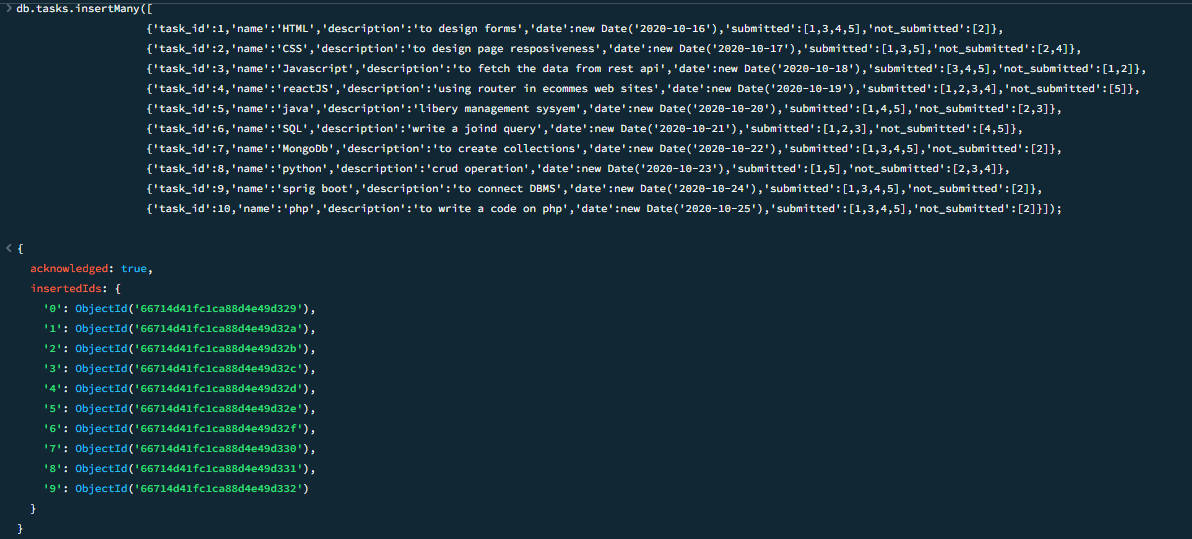 > db.tasks.insertMany([
{'task_id':1,'name':'HTML','description':'to design forms','date':new Date('2020-10-16'),'submitted':[1,3,4,5],'not_submitted':[2]},
{'task_id':2,'name':'CSS','description':'to design page resposiveness','date':new Date('2020-10-17'),'submitted':[1,3,5],'not_submitted':[2,4]},
{'task_id':3,'name':'Javascript','description':'to fetch the data from rest api','date':new Date('2020-10-18'),'submitted':[3,4,5],'not_submitted':[1,2]},
{'task_id':4,'name':'reactJS','description':'using router in ecommes web sites','date':new Date('2020-10-19'),'submitted':[1,2,3,4],'not_submitted':[5]},
{'task_id':5,'name':'java','description':'libery management sysyem','date':new Date('2020-10-20'),'submitted':[1,4,5],'not_submitted':[2,3]},
{'task_id':6,'name':'SQL','description':'write a joind query','date':new Date('2020-10-21'),'submitted':[1,2,3],'not_submitted':[4,5]},
{'task_id':7,'name':'MongoDb','description':'to create collections','date':new Date('2020-10-22'),'submitted':[1,3,4,5],'not_submitted':[2]},
{'task_id':8,'name':'python','description':'crud operation','date':new Date('2020-10-23'),'submitted':[1,5],'not_submitted':[2,3,4]},
{'task_id':9,'name':'sprig boot','description':'to connect DBMS','date':new Date('2020-10-24'),'submitted':[1,3,4,5],'not_submitted':[2]},
{'task_id':10,'name':'php','description':'to write a code on php','date':new Date('2020-10-25'),'submitted':[1,3,4,5],'not_submitted':[2]}]);
< {
acknowledged: true,
insertedIds: {
'0': ObjectId('66714d41fc1ca88d4e49d329'),
'1': ObjectId('66714d41fc1ca88d4e49d32a'),
'2': ObjectId('66714d41fc1ca88d4e49d32b'),
'3': ObjectId('66714d41fc1ca88d4e49d32c'),
'4': ObjectId('66714d41fc1ca88d4e49d32d'),
'5': ObjectId('66714d41fc1ca88d4e49d32e'),
'6': ObjectId('66714d41fc1ca88d4e49d32f'),
'7': ObjectId('66714d41fc1ca88d4e49d330'),
'8': ObjectId('66714d41fc1ca88d4e49d331'),
'9': ObjectId('66714d41fc1ca88d4e49d332')
}
}